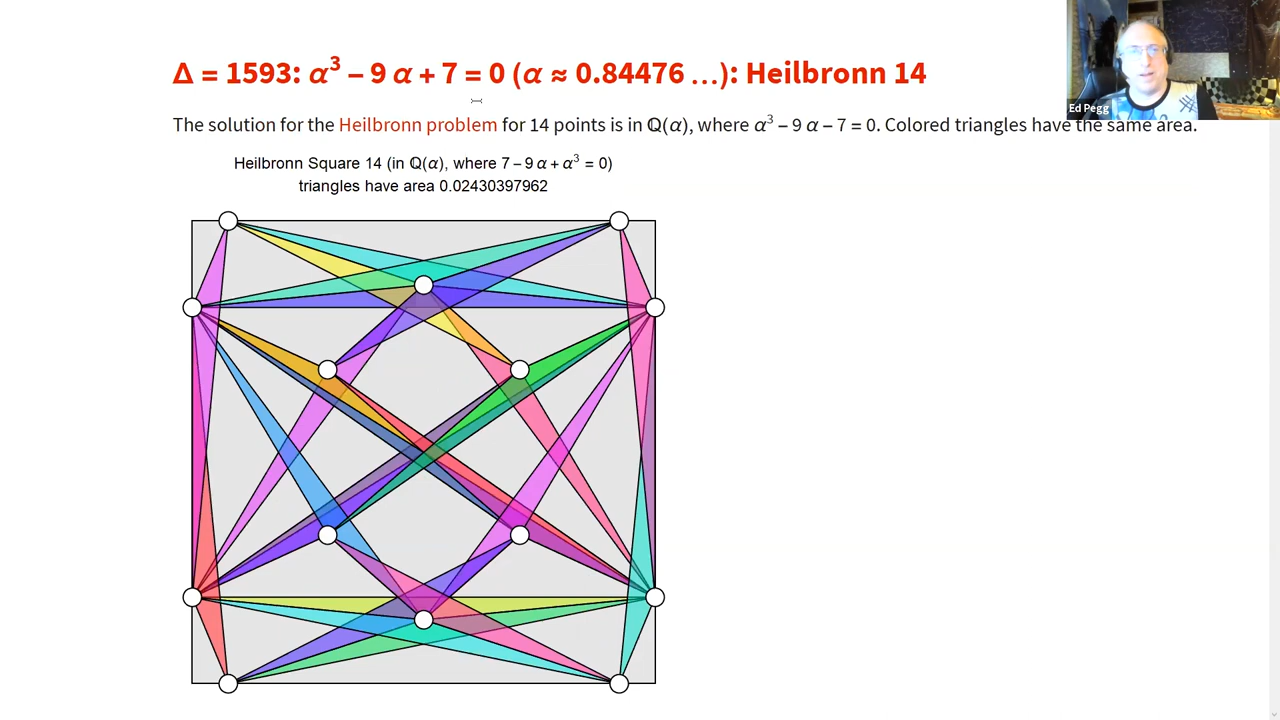 Δ = 1593: α³ – 9 α + 7 = 0 (α ≈ 0.84476 …): Heilbronn 14
Ed Pegg
The solution for the Heilbronn problem for 14 points is in ℚ(α), where α³ – 9 α – 7 = 0. Colored triangles have the same area.
Heilbronn Square 14 (in ℚ(α), where 7 – 9 α + α³ = 0)
triangles have area 0.02430397962